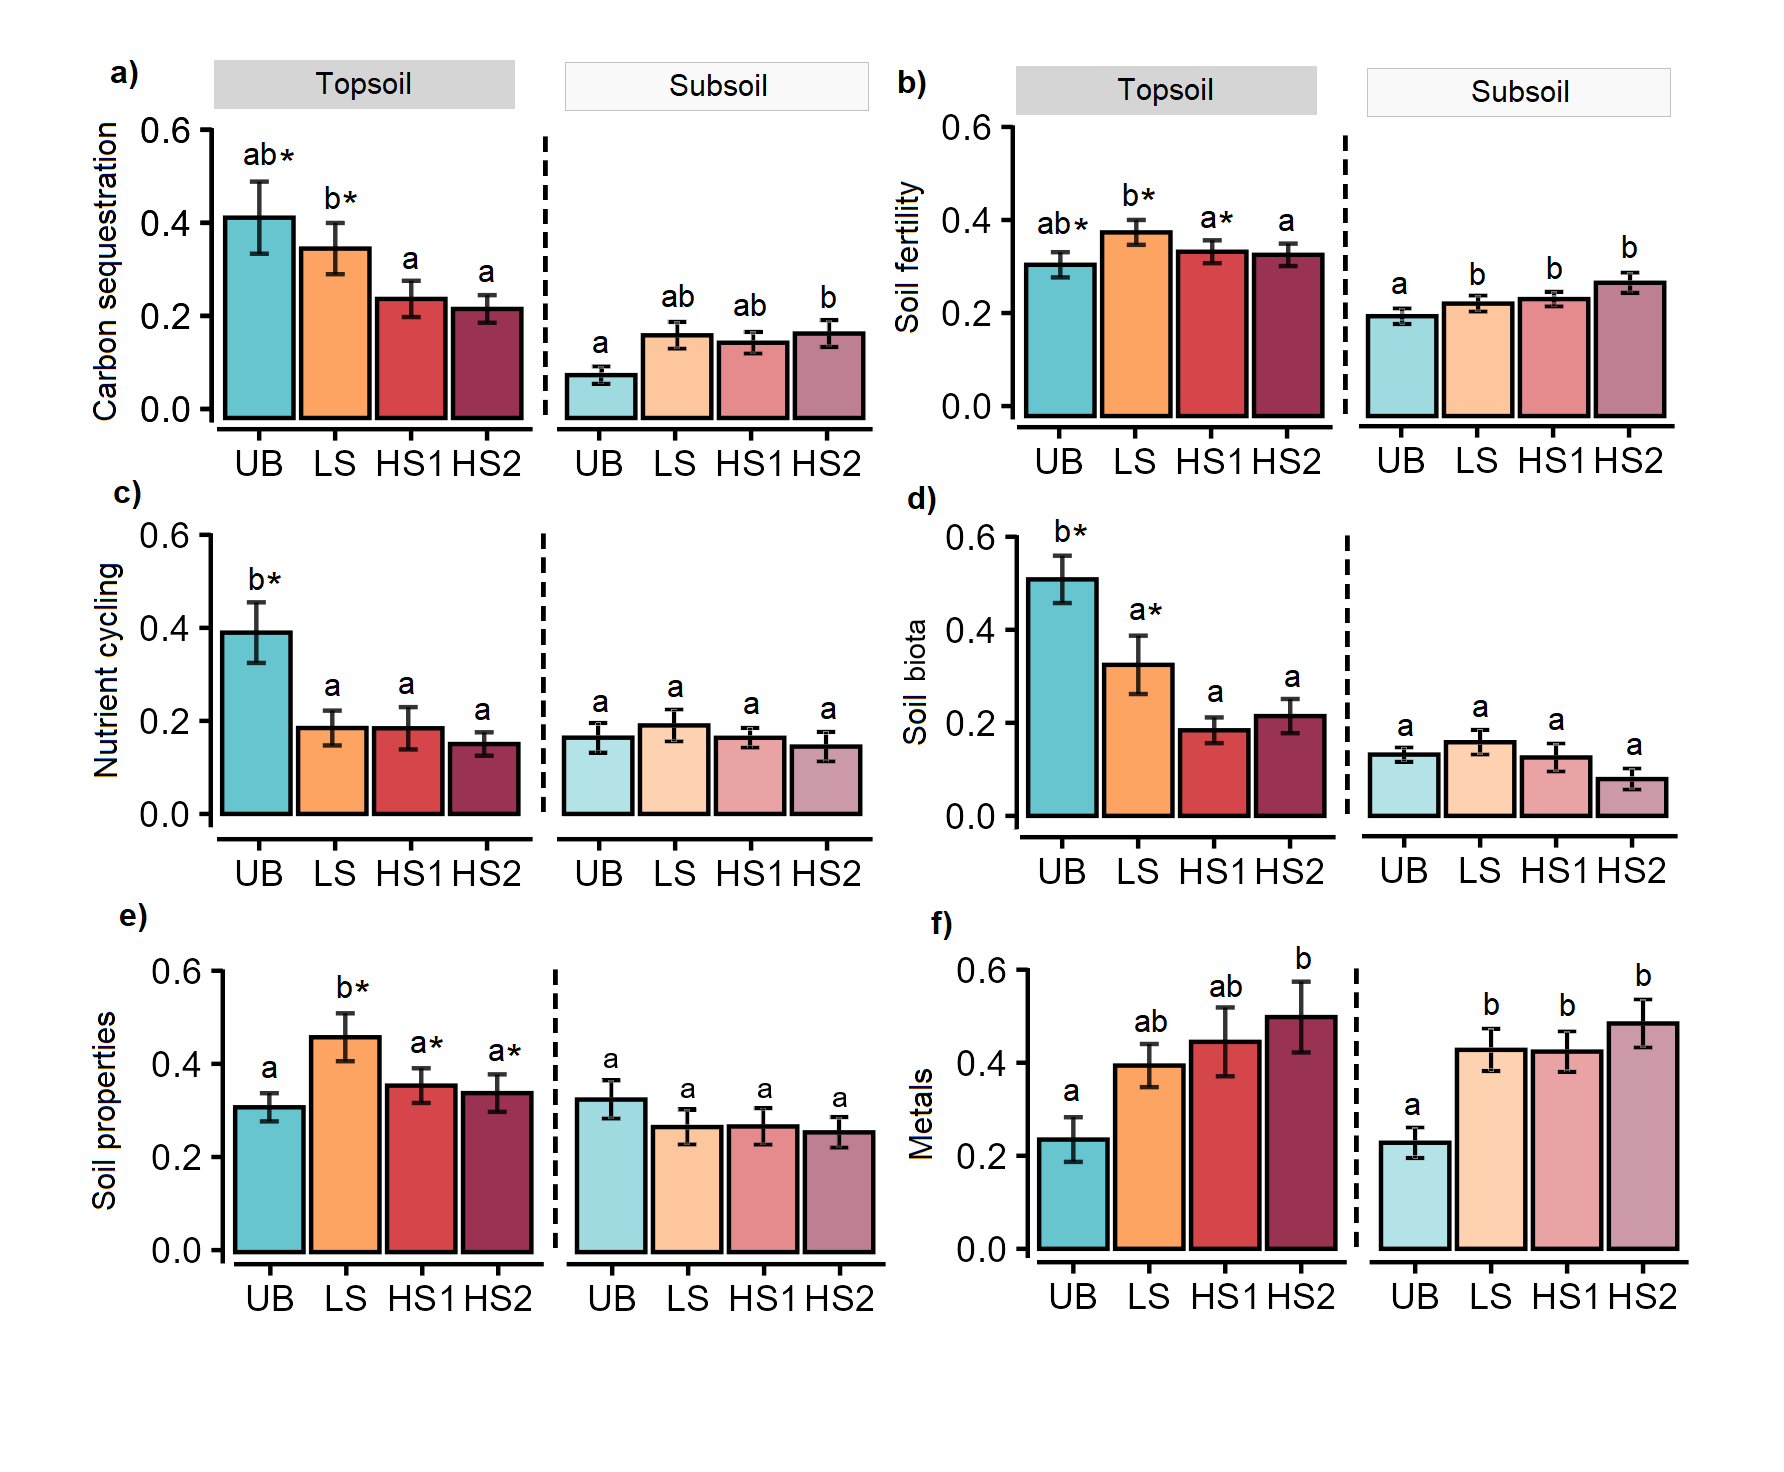 a)
Topsoil
Subsoil
Carbon sequestration
0.6
0.4
0.2
0.0
ab*
b*
a
a
a
ab
ab
b
UB LS HS1 HS2
UB LS HS1 HS2
b)
Topsoil
Subsoil
Soil fertility
0.6
0.4
0.2
0.0
ab*
b*
a*
a
a
b
b
b
UB LS HS1 HS2
UB LS HS1 HS2
c)
Nutrient cycling
0.6
0.4
0.2
0.0
b*
a
a
a
a
a
a
a
UB LS HS1 HS2
UB LS HS1 HS2
d)
Soil biota
0.6
0.4
0.2
0.0
b*
a*
a
a
a
a
a
a
UB LS HS1 HS2
UB LS HS1 HS2
e)
Soil properties
0.6
0.4
0.2
0.0
a
b*
a*
a*
a
a
a
a
UB LS HS1 HS2
UB LS HS1 HS2
f)
Metals
0.6
0.4
0.2
0.0
a
ab
ab
b
a
b
b
b
UB LS HS1 HS2
UB LS HS1 HS2